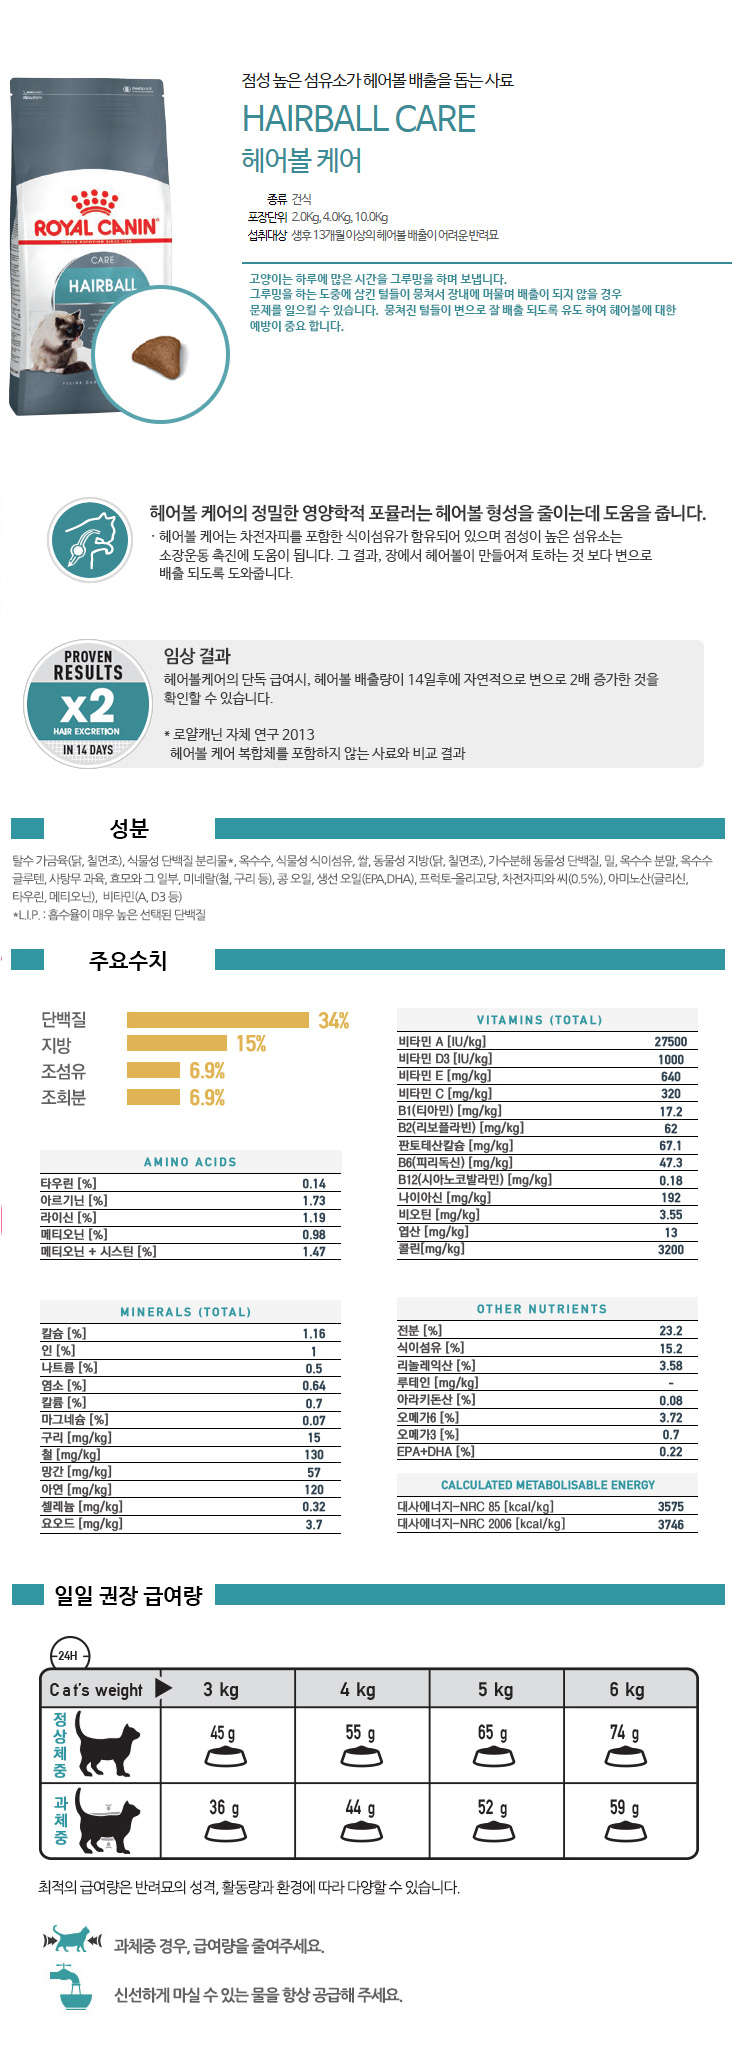 점성 높은 섬유소가 헤어볼 배출을 돕는 사료
HAIRBALL CARE
헤어볼 케어
종류 건식
포장단위 2.0Kg, 4.0Kg, 10.0Kg
섭취대상 생후 13개월 이상의 헤어볼 배출이 어려운 반려묘
고양이는 하루에 많은 시간을 그루밍을 하며 보냅니다.
그루밍을 하는 도중에 삼킨 털들이 뭉쳐서 장내에 머물며 배출이 되지 않을 경우
문제를 일으킬 수 있습니다. 뭉쳐진 털들이 변으로 잘 배출 되도록 유도 하여 헤어볼에 대한
예방이 중요 합니다.
ROYAL CANIN
CARE
HAIRBALL
헤어볼 케어의 정밀한 영양학적 포뮬러는 헤어볼 형성을 줄이는데 도움을 줍니다.
· 헤어볼 케어는 차전자피를 포함한 식이섬유가 함유되어 있으며 점성이 높은 섬유소는
소장운동 촉진에 도움이 됩니다. 그 결과, 장에서 헤어볼이 만들어져 토하는 것 보다 변으로
배출 되도록 도와줍니다.
PROVEN
RESULTS
x2
HAIR EXCRETION
IN 14 DAYS
임상 결과
헤어볼케어의 단독 급여시, 헤어볼 배출량이 14일후에 자연적으로 변으로 2배 증가한 것을
확인할 수 있습니다.
* 로얄캐닌 자체 연구 2013
헤어볼 케어 복합체를 포함하지 않는 사료와 비교 결과
성분
탈수 가금육(닭, 칠면조), 식물성 단백질 분리물*, 옥수수, 식물성 식이섬유, 쌀, 동물성 지방(닭, 칠면조), 가수분해 동물성 단백질, 밀, 옥수수 분말, 옥수수
글루텐, 사탕무 과육, 효모와 그 일부, 미네랄(철, 구리 등), 콩 오일, 생선 오일(EPA,DHA), 프럭토-올리고당, 차전자피와 씨(0.5%), 아미노산(글리신,
타우린, 메티오닌), 비타민(A, D3 등)
*L.I.P. : 흡수율이 매우 높은 선택된 단백질
주요수치
단백질 34%
지방 15%
조섬유 6.9%
조회분 6.9%
AMINO ACIDS
타우린 [%] 0.14
아르기닌 [%] 1.73
라이신 [%] 1.19
메티오닌 [%] 0.98
메티오닌 + 시스틴 [%] 1.47
MINERALS (TOTAL)
칼슘 [%] 1.16
인 [%] 1
나트륨 [%] 0.5
염소 [%] 0.64
칼륨 [%] 0.7
마그네슘 [%] 0.07
구리 [mg/kg] 15
철 [mg/kg] 130
망간 [mg/kg] 57
아연 [mg/kg] 120
셀레늄 [mg/kg] 0.32
요오드 [mg/kg] 3.7
VITAMINS (TOTAL)
비타민 A [IU/kg] 27500
비타민 D3 [IU/kg] 1000
비타민 E [mg/kg] 640
비타민 C [mg/kg] 320
B1(티아민) [mg/kg] 17.2
B2(리보플라빈) [mg/kg] 62
판토테산칼슘 [mg/kg] 67.1
B6(피리독신) [mg/kg] 47.3
B12(시아노코발라민) [mg/kg] 0.18
나이아신 [mg/kg] 192
비오틴 [mg/kg] 3.55
엽산 [mg/kg] 13
콜린[mg/kg] 3200
OTHER NUTRIENTS
전분 [%] 23.2
식이섬유 [%] 15.2
리놀레익산 [%] 3.58
루테인 [mg/kg] -
아라키돈산 [%] 0.08
오메가6 [%] 3.72
오메가3 [%] 0.7
EPA+DHA [%] 0.22
CALCULATED METABOLISABLE ENERGY
대사에너지-NRC 85 [kcal/kg] 3575
대사에너지-NRC 2006 [kcal/kg] 3746
일일 권장 급여량
24H
Cat's weight 3 kg 4 kg 5 kg 6 kg
정상체중 45 g 55 g 65 g 74 g
과체중 36 g 44 g 52 g 59 g
최적의 급여량은 반려묘의 성격, 활동량과 환경에 따라 다양할 수 있습니다.
과체중 경우, 급여량을 줄여주세요.
신선하게 마실 수 있는 물을 항상 공급해 주세요.